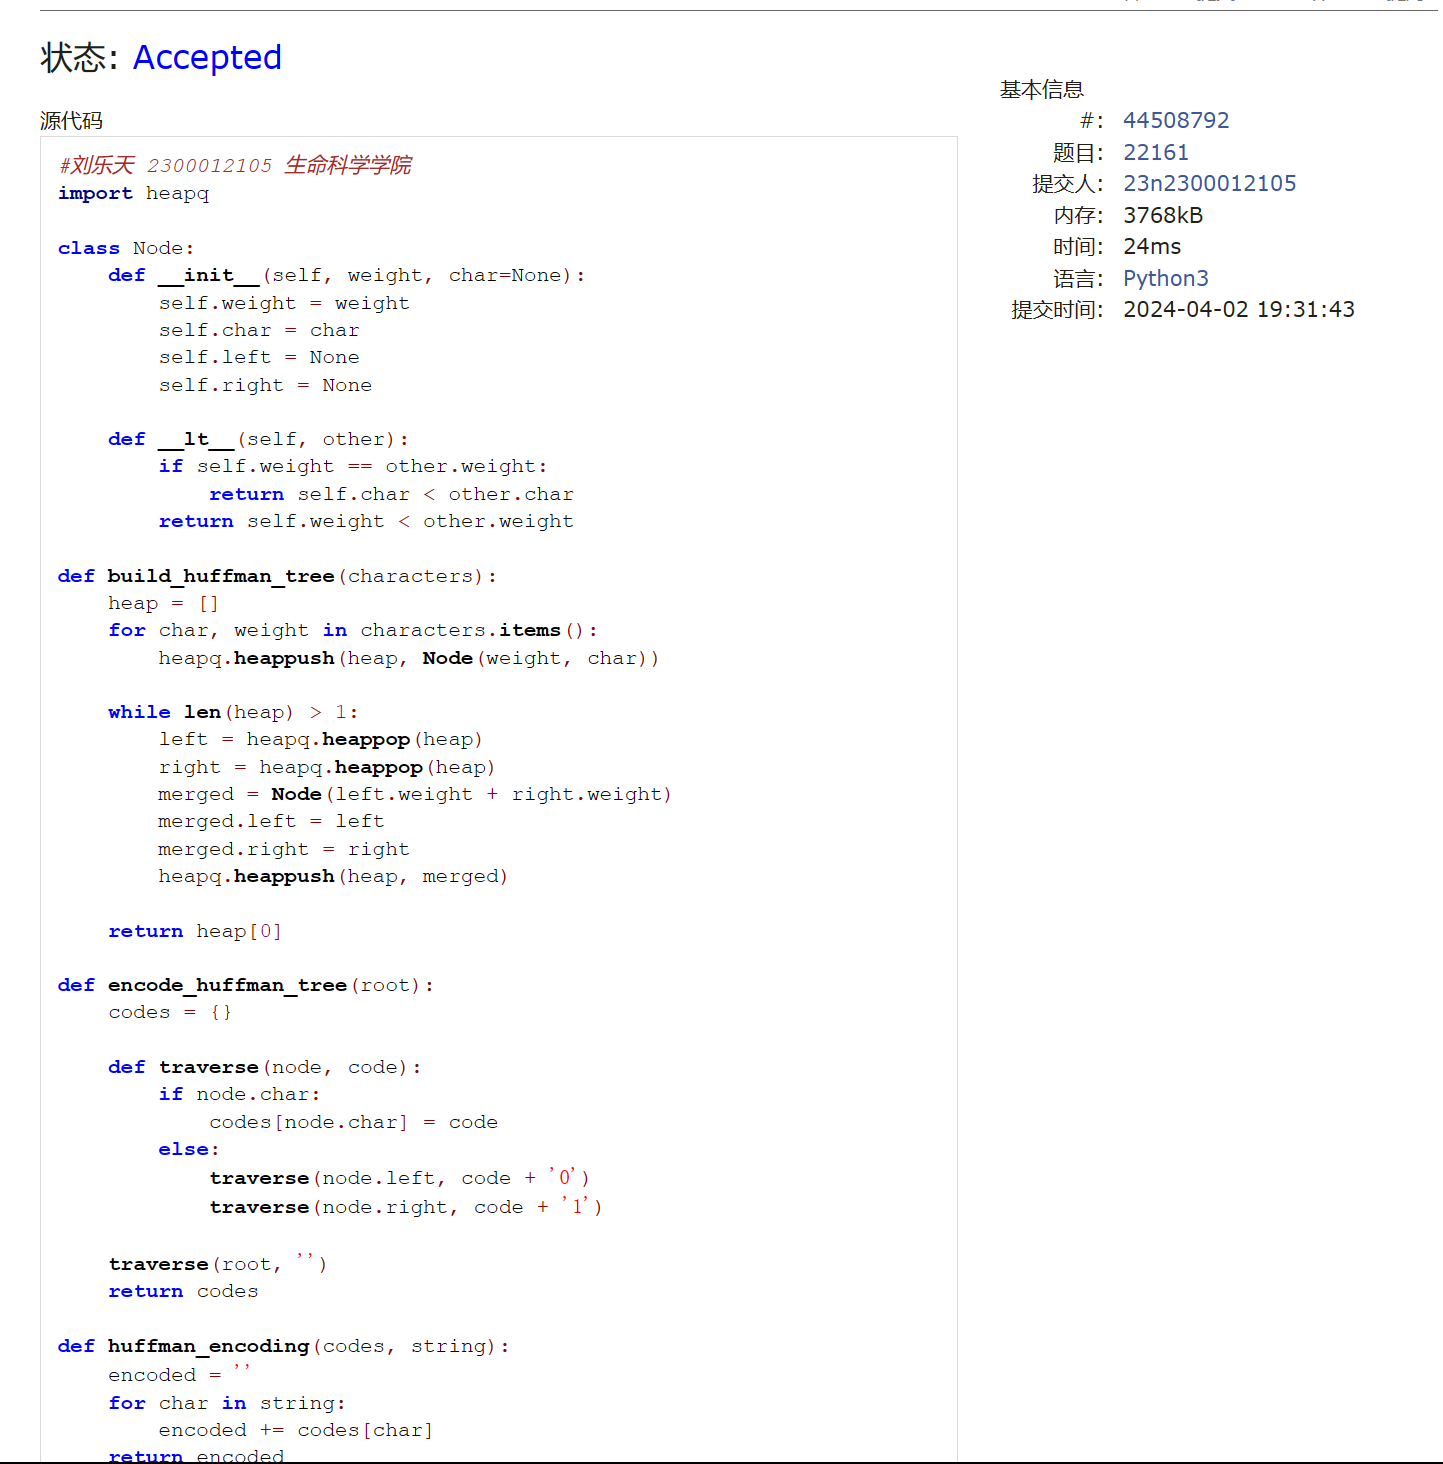 状态: Accepted
源代码
#刘乐天 2300012105 生命科学学院
import heapq
class Node:
    def __init__(self, weight, char=None):
        self.weight = weight
        self.char = char
        self.left = None
        self.right = None
    def __lt__(self, other):
        if self.weight == other.weight:
            return self.char < other.char
        return self.weight < other.weight
def build_huffman_tree(characters):
    heap = []
    for char, weight in characters.items():
        heapq.heappush(heap, Node(weight, char))
    while len(heap) > 1:
        left = heapq.heappop(heap)
        right = heapq.heappop(heap)
        merged = Node(left.weight + right.weight)
        merged.left = left
        merged.right = right
        heapq.heappush(heap, merged)
    return heap[0]
def encode_huffman_tree(root):
    codes = {}
    def traverse(node, code):
        if node.char:
            codes[node.char] = code
        else:
            traverse(node.left, code + '0')
            traverse(node.right, code + '1')
    traverse(root, '')
    return codes
def huffman_encoding(codes, string):
    encoded = ''
    for char in string:
        encoded += codes[char]
    return encoded
基本信息
#: 44508792
题目: 22161
提交人: 23n2300012105
内存: 3768kB
时间: 24ms
语言: Python3
提交时间: 2024-04-02 19:31:43